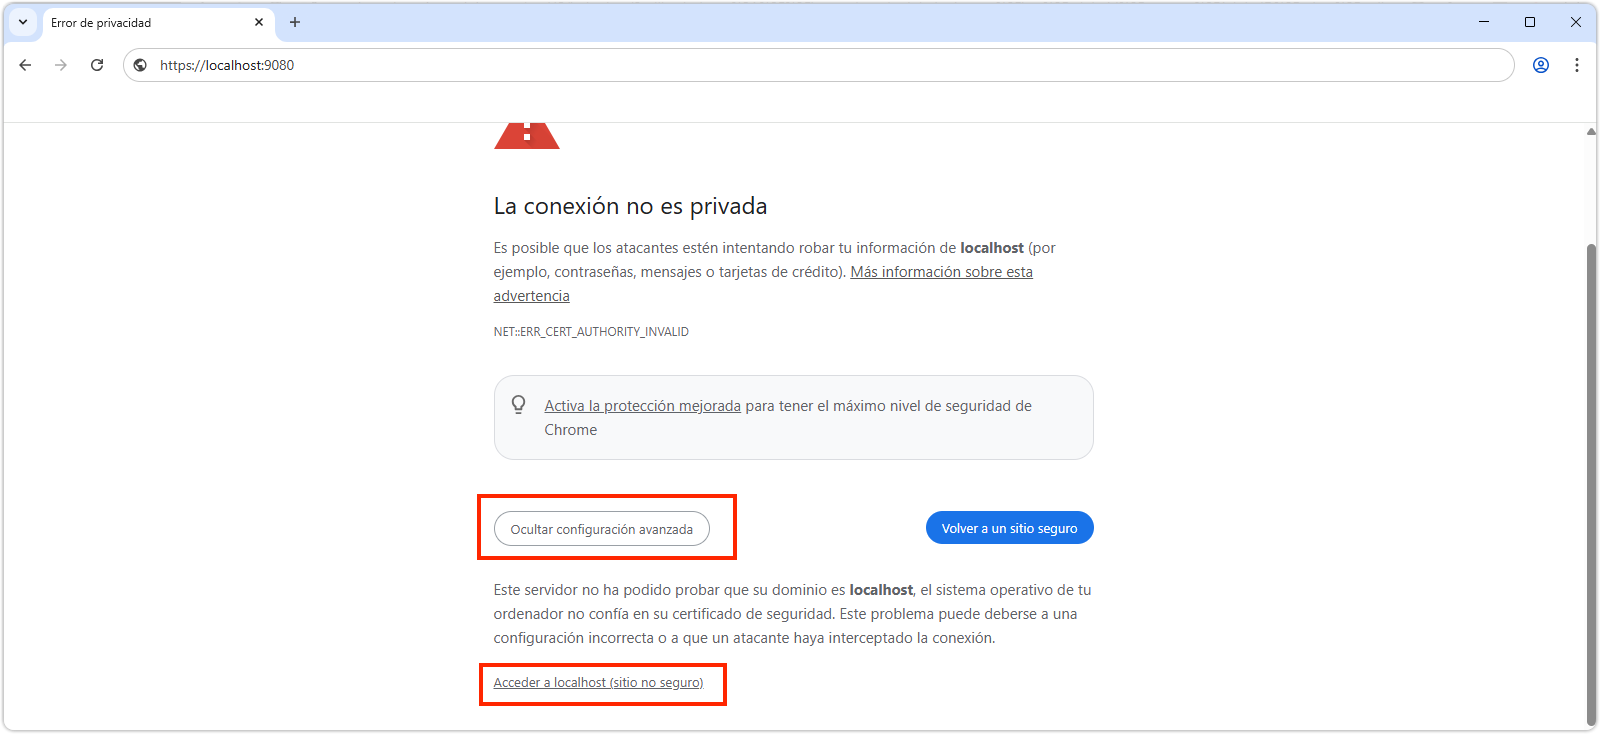 Error de privacidad
https://localhost:9080
La conexión no es privada
Es posible que los atacantes estén intentando robar tu información de localhost (por
ejemplo, contraseñas, mensajes o tarjetas de crédito). Más información sobre esta
advertencia
NET::ERR_CERT_AUTHORITY_INVALID
Activa la protección mejorada para tener el máximo nivel de seguridad de
Chrome
Ocultar configuración avanzada
Volver a un sitio seguro
Este servidor no ha podido probar que su dominio es localhost, el sistema operativo de tu
ordenador no confía en su certificado de seguridad. Este problema puede deberse a una
configuración incorrecta o a que un atacante haya interceptado la conexión.
Acceder a localhost (sitio no seguro)